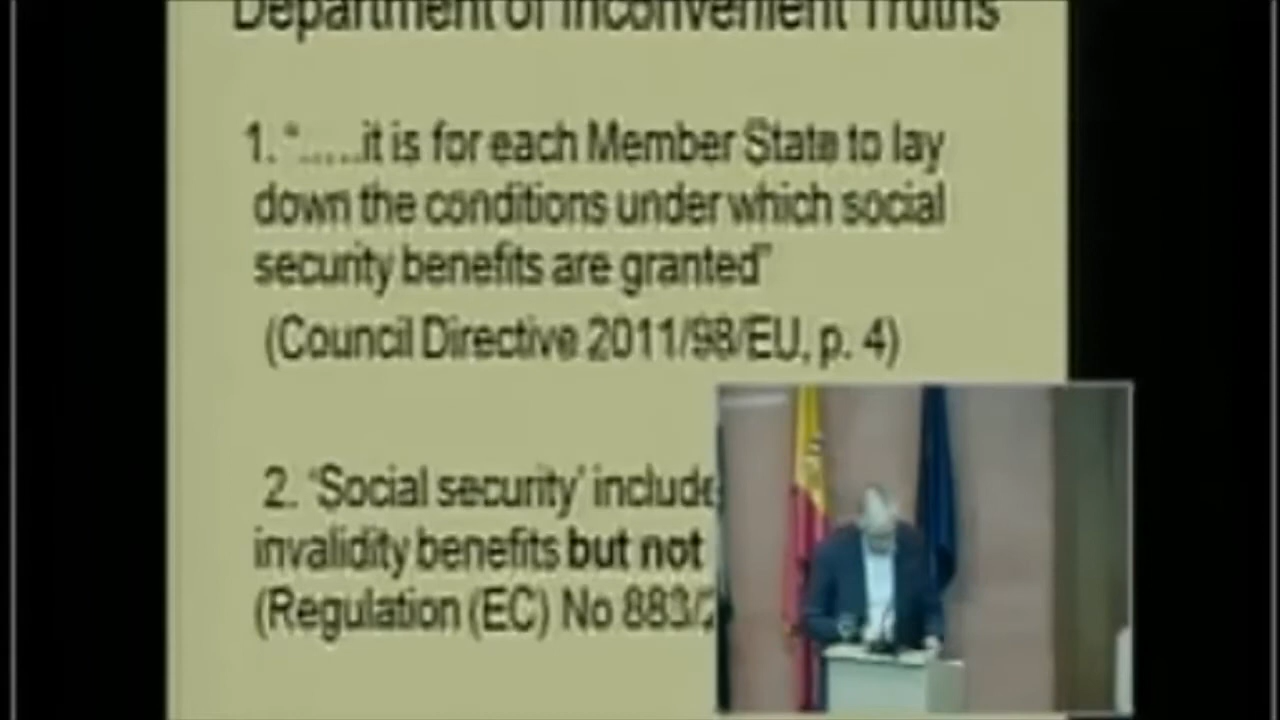 Department of Inconvenient Truths
1. “.....it is for each Member State to lay
down the conditions under which social
security benefits are granted”
(Council Directive 2011/98/EU, p. 4)
2. ‘Social security’ include
invalidity benefits but not
(Regulation (EC) No 883/2